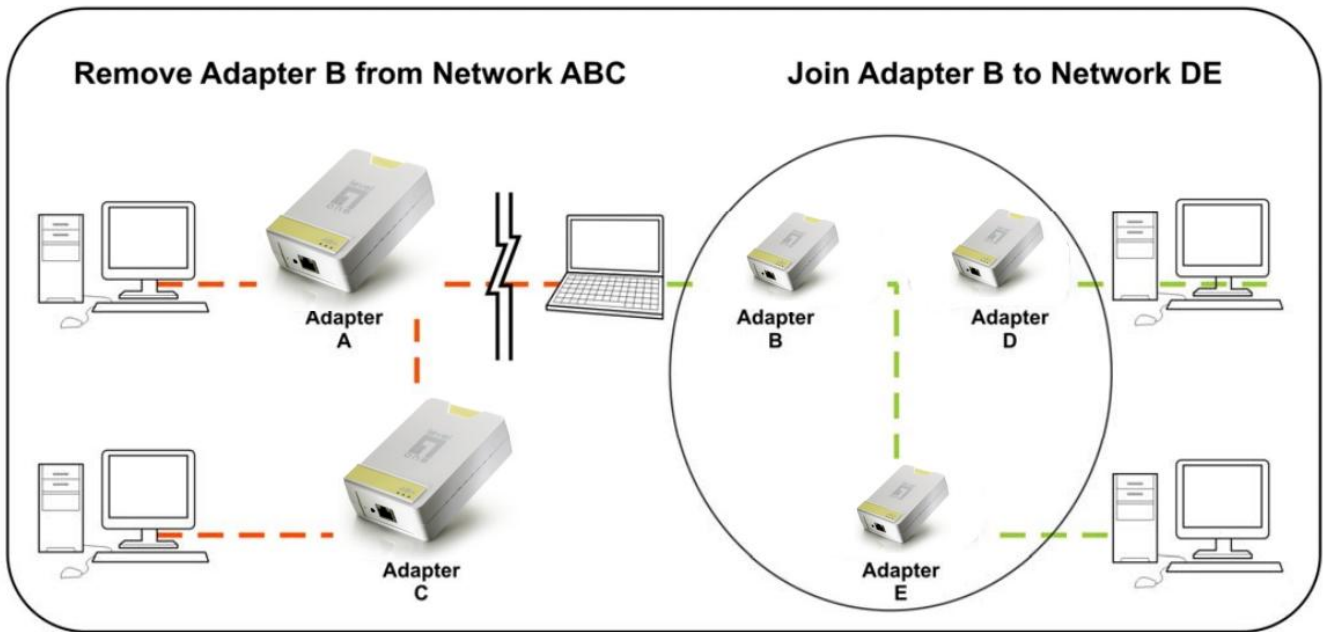 Remove Adapter B from Network ABC
Join Adapter B to Network DE
Adapter
A
Adapter
B
Adapter
D
Adapter
C
Adapter
E